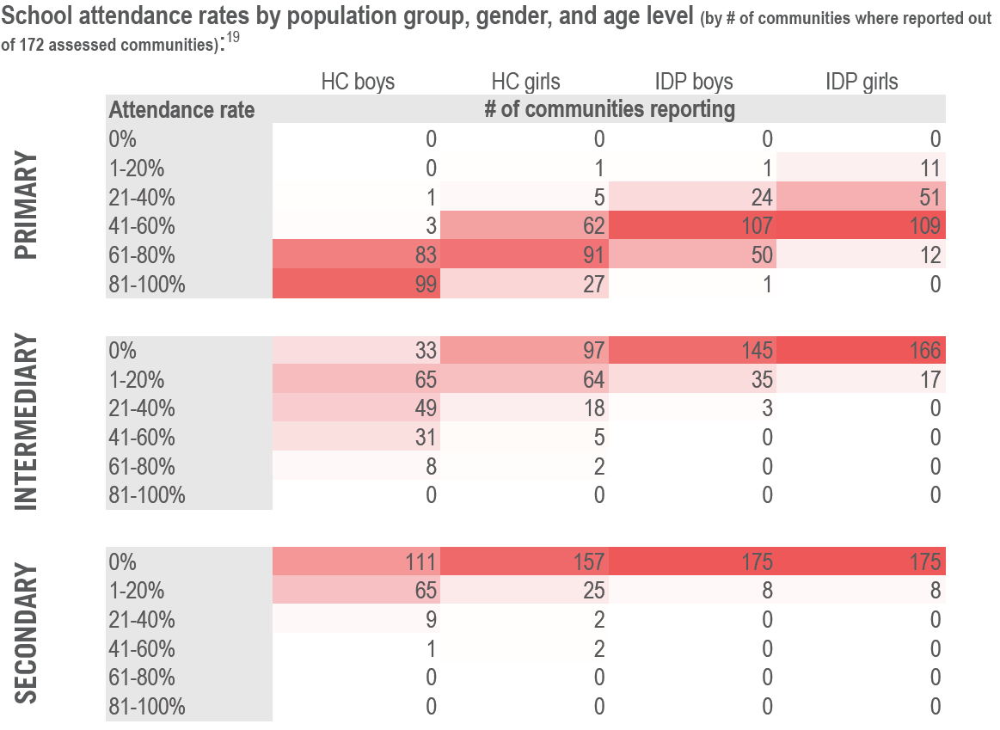 School attendance rates by population group, gender, and age level (by # of communities where reported out
of 172 assessed communities):19
HC boys HC girls IDP boys IDP girls
Attendance rate # of communities reporting
PRIMARY
0% 0 0 0 0
1-20% 0 1 1 11
21-40% 1 5 24 51
41-60% 3 62 107 109
61-80% 83 91 50 12
81-100% 99 27 1 0
INTERMEDIARY
0% 33 97 145 166
1-20% 65 64 35 17
21-40% 49 18 3 0
41-60% 31 5 0 0
61-80% 8 2 0 0
81-100% 0 0 0 0
SECONDARY
0% 111 157 175 175
1-20% 65 25 8 8
21-40% 9 2 0 0
41-60% 1 2 0 0
61-80% 0 0 0 0
81-100% 0 0 0 0